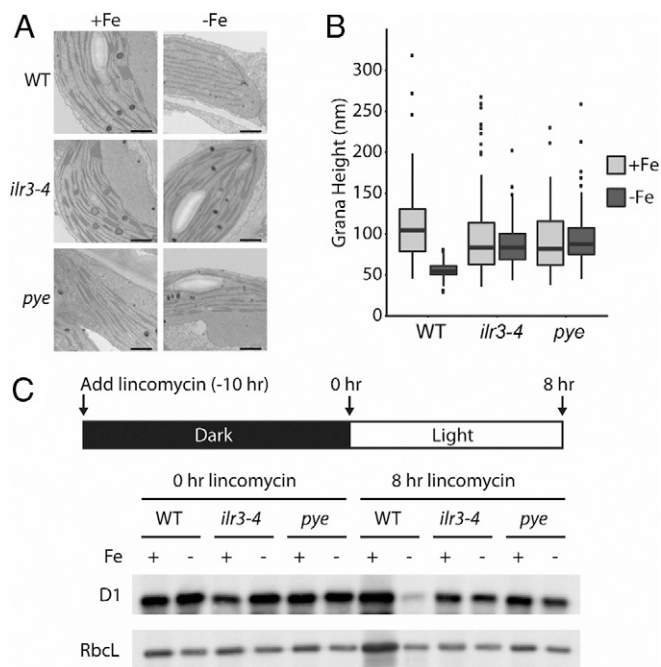 A
+Fe
-Fe
WT
ilr3-4
pye
B
Grana Height (nm)
300
250
200
150
100
50
0
WT
ilr3-4
pye
+Fe
-Fe
C
Add lincomycin (-10 hr)
0 hr
8 hr
Dark
Light
0 hr lincomycin
8 hr lincomycin
WT
ilr3-4
pye
WT
ilr3-4
pye
Fe
+ - + - + - + - + - + -
D1
RbcL